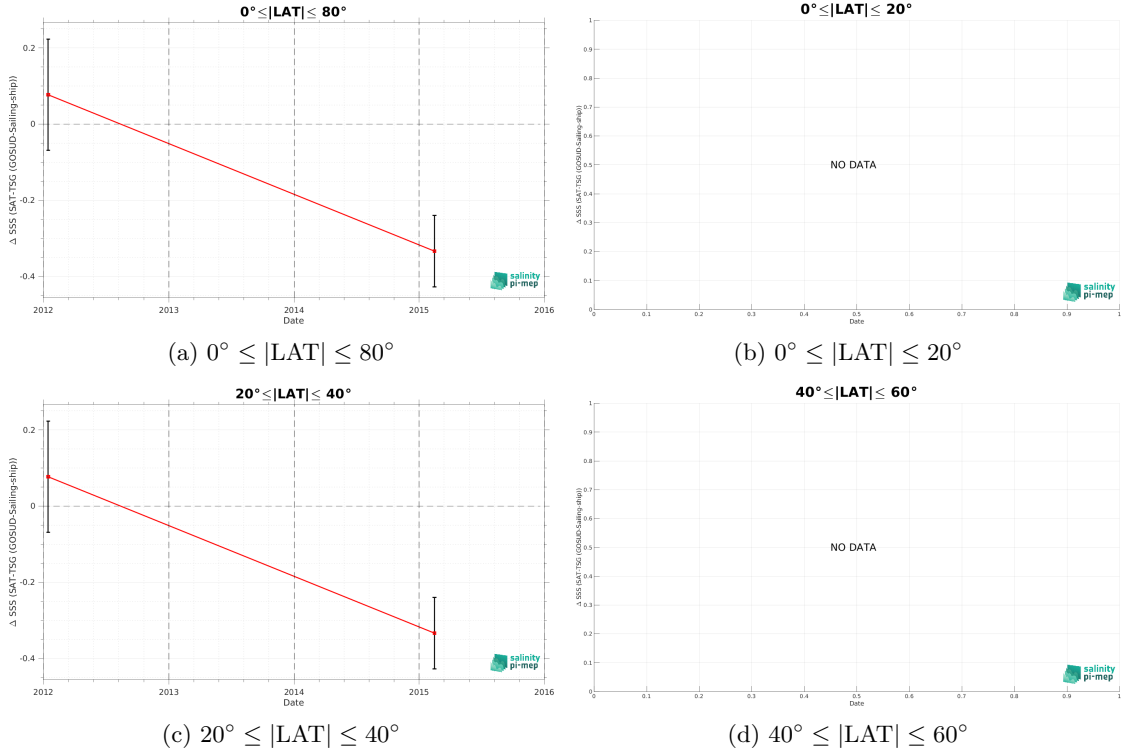 0°≤|LAT|≤ 80°
Δ SSS (SAT-TSG (GOSUD-Sailing-ship))
0.2
0
-0.2
-0.4
2012 2013 2014 2015 2016
Date
salinity
pi-mep
(a) 0° ≤ |LAT| ≤ 80°
0°≤|LAT|≤ 20°
Δ SSS (SAT-TSG (GOSUD-Sailing-ship))
1
0.9
0.8
0.7
0.6
0.5
0.4
0.3
0.2
0.1
0
NO DATA
0 0.1 0.2 0.3 0.4 0.5 0.6 0.7 0.8 0.9 1
Date
salinity
pi-mep
(b) 0° ≤ |LAT| ≤ 20°
20°≤|LAT|≤ 40°
Δ SSS (SAT-TSG (GOSUD-Sailing-ship))
0.2
0
-0.2
-0.4
2012 2013 2014 2015 2016
Date
salinity
pi-mep
(c) 20° ≤ |LAT| ≤ 40°
40°≤|LAT|≤ 60°
Δ SSS (SAT-TSG (GOSUD-Sailing-ship))
1
0.9
0.8
0.7
0.6
0.5
0.4
0.3
0.2
0.1
0
NO DATA
0 0.1 0.2 0.3 0.4 0.5 0.6 0.7 0.8 0.9 1
Date
salinity
pi-mep
(d) 40° ≤ |LAT| ≤ 60°